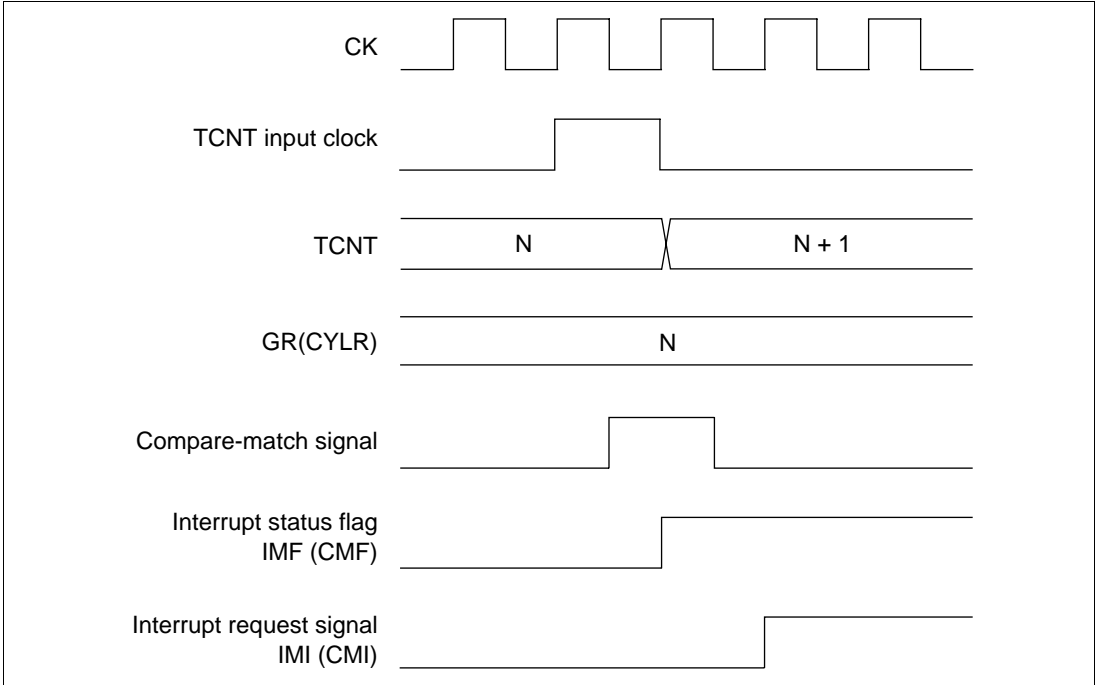 CK
TCNT input clock
TCNT
N
N + 1
GR(CYLR)
N
Compare-match signal
Interrupt status flag
IMF (CMF)
Interrupt request signal
IMI (CMI)